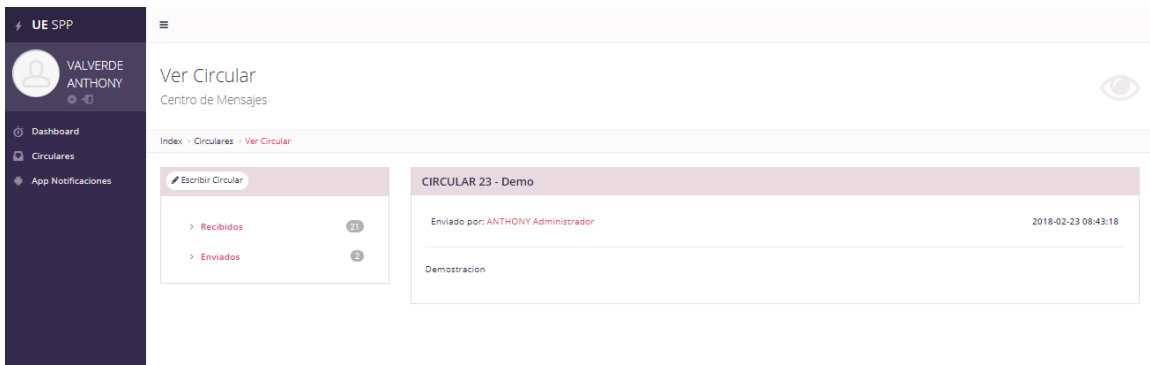 UE SPP
VALVERDE
ANTHONY
Dashboard
Circulares
App Notificaciones
Ver Circular
Centro de Mensajes
Index > Circulares > Ver Circular
Escribir Circular
> Recibidos 21
> Enviados 2
CIRCULAR 23 - Demo
Enviado por: ANTHONY Administrador 2018-02-23 08:43:18
Demostracion